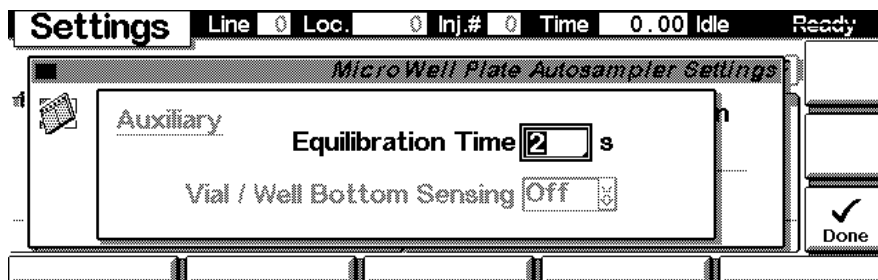 Settings Line 0 Loc. 0 Inj.# 0 Time 0.00 Idle Ready
MicroWell Plate Autosampler Settings
Auxiliary
Equilibration Time 2 s
Vial / Well Bottom Sensing Off
Done